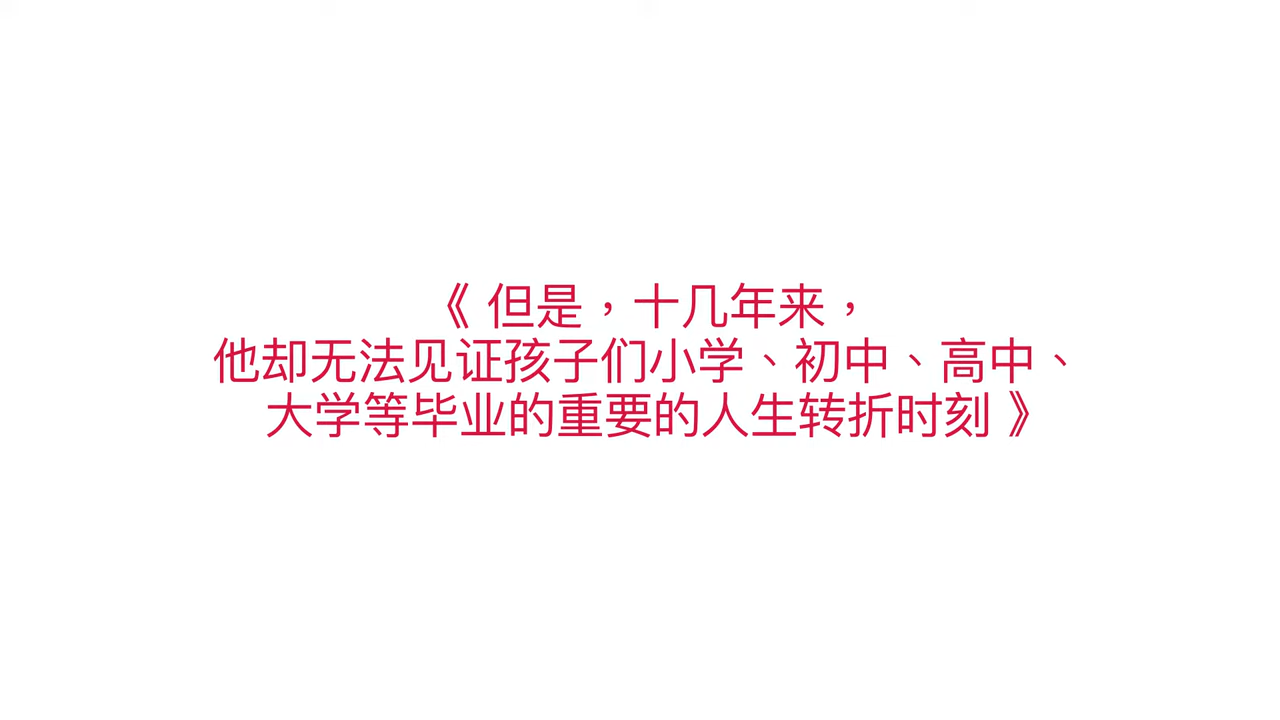 《 但是，十几年来，
他却无法见证孩子们小学、初中、高中、
大学等毕业的重要的人生转折时刻 》